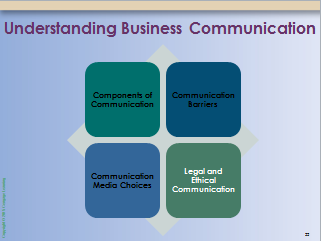 Understanding Business Communication
Components of
Communication
Communication
Barriers
Communication
Media Choices
Legal and
Ethical
Communication